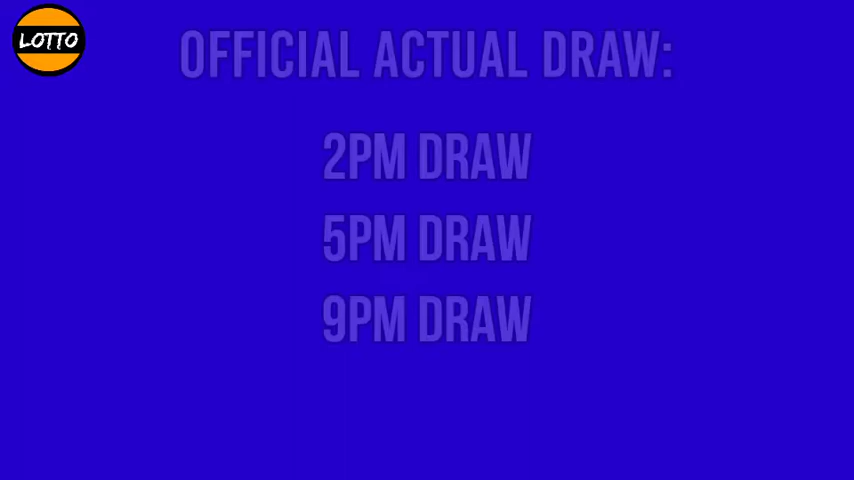 LOTTO
OFFICIAL ACTUAL DRAW:
2PM DRAW
5PM DRAW
9PM DRAW